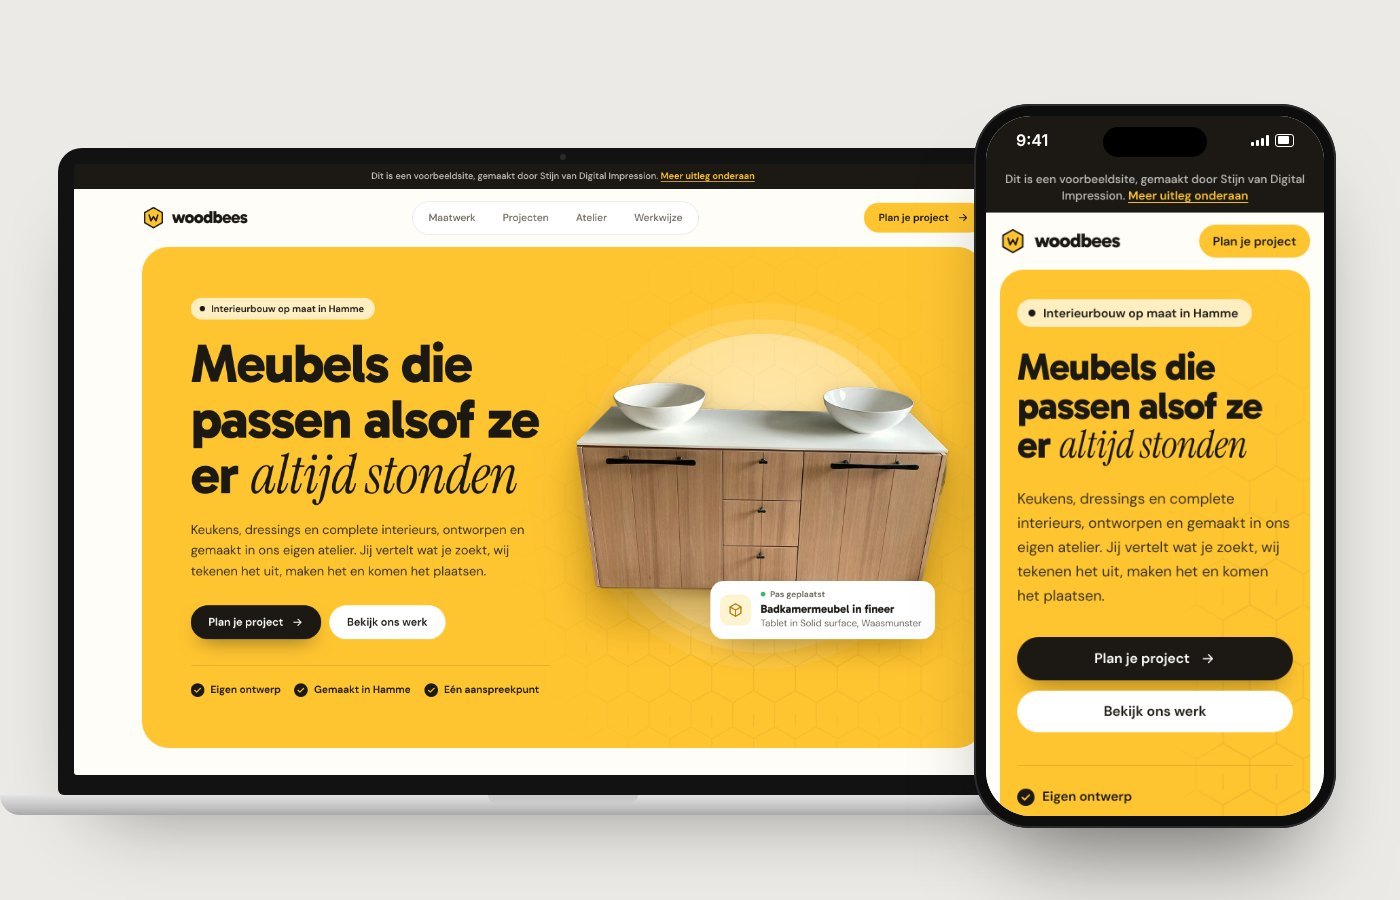 Dit is een voorbeeldsite, gemaakt door Stijn van Digital Impression. Meer uitleg onderaan
woodbees
Maatwerk
Projecten
Atelier
Werkwijze
Plan je project →
Interieurbouw op maat in Hamme
Meubels die
passen alsof ze
er altijd stonden
Keukens, dressings en complete interieurs, ontworpen en
gemaakt in ons eigen atelier. Jij vertelt wat je zoekt, wij
tekenen het uit, maken het en komen het plaatsen.
Plan je project →
Bekijk ons werk
Eigen ontwerp
Gemaakt in Hamme
Eén aanspreekpunt
Pas geplaatst
Badkamermeubel in fineer
Tablet in Solid surface, Waasmunster
9:41
Dit is een voorbeeldsite, gemaakt door Stijn van Digital
Impression. Meer uitleg onderaan
woodbees
Plan je project
Interieurbouw op maat in Hamme
Meubels die
passen alsof ze
er altijd stonden
Keukens, dressings en complete
interieurs, ontworpen en gemaakt in ons
eigen atelier. Jij vertelt wat je zoekt, wij
tekenen het uit, maken het en komen
het plaatsen.
Plan je project →
Bekijk ons werk
Eigen ontwerp